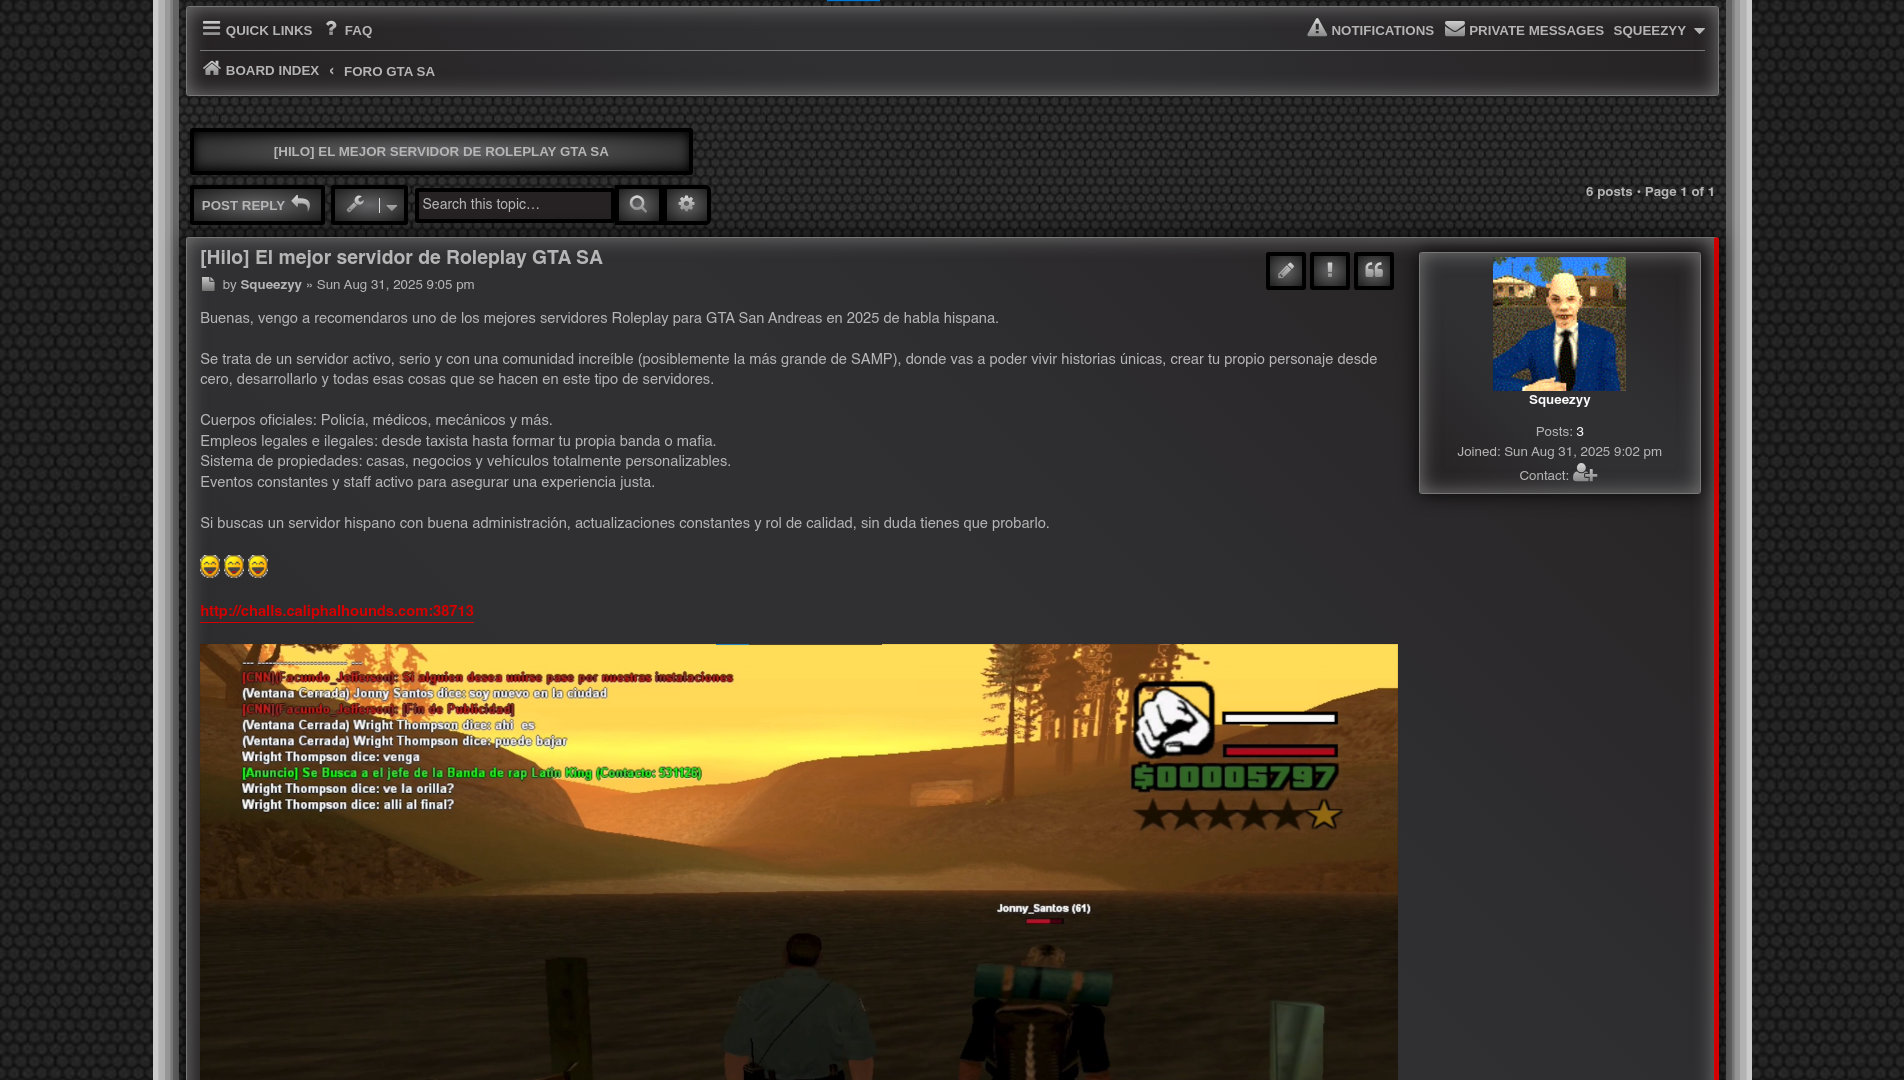 QUICK LINKS ? FAQ NOTIFICATIONS PRIVATE MESSAGES SQUEEZYY
BOARD INDEX ‹ FORO GTA SA
[HILO] EL MEJOR SERVIDOR DE ROLEPLAY GTA SA
POST REPLY Search this topic…
6 posts • Page 1 of 1
[Hilo] El mejor servidor de Roleplay GTA SA
by Squeezyy » Sun Aug 31, 2025 9:05 pm
Buenas, vengo a recomendaros uno de los mejores servidores Roleplay para GTA San Andreas en 2025 de habla hispana.
Se trata de un servidor activo, serio y con una comunidad increíble (posiblemente la más grande de SAMP), donde vas a poder vivir historias únicas, crear tu propio personaje desde
cero, desarrollarlo y todas esas cosas que se hacen en este tipo de servidores.
Cuerpos oficiales: Policía, médicos, mecánicos y más.
Empleos legales e ilegales: desde taxista hasta formar tu propia banda o mafia.
Sistema de propiedades: casas, negocios y vehículos totalmente personalizables.
Eventos constantes y staff activo para asegurar una experiencia justa.
Si buscas un servidor hispano con buena administración, actualizaciones constantes y rol de calidad, sin duda tienes que probarlo.
http://challs.caliphalhounds.com:38713
Squeezyy
Posts: 3
Joined: Sun Aug 31, 2025 9:02 pm
Contact:
[CNN](Facundo_Jefferson): Si alguien desea unirse pase por nuestras instalaciones
(Ventana Cerrada) Jonny Santos dice: soy nuevo en la ciudad
[CNN](Facundo_Jefferson): [Fin de Publicidad]
(Ventana Cerrada) Wright Thompson dice: ahi es
(Ventana Cerrada) Wright Thompson dice: puede bajar
Wright Thompson dice: venga
[Anuncio] Se Busca a el jefe de la Banda de rap Latin King (Contacto: 531126)
Wright Thompson dice: ve la orilla?
Wright Thompson dice: alli al final?
$00005797
Jonny_Santos (61)